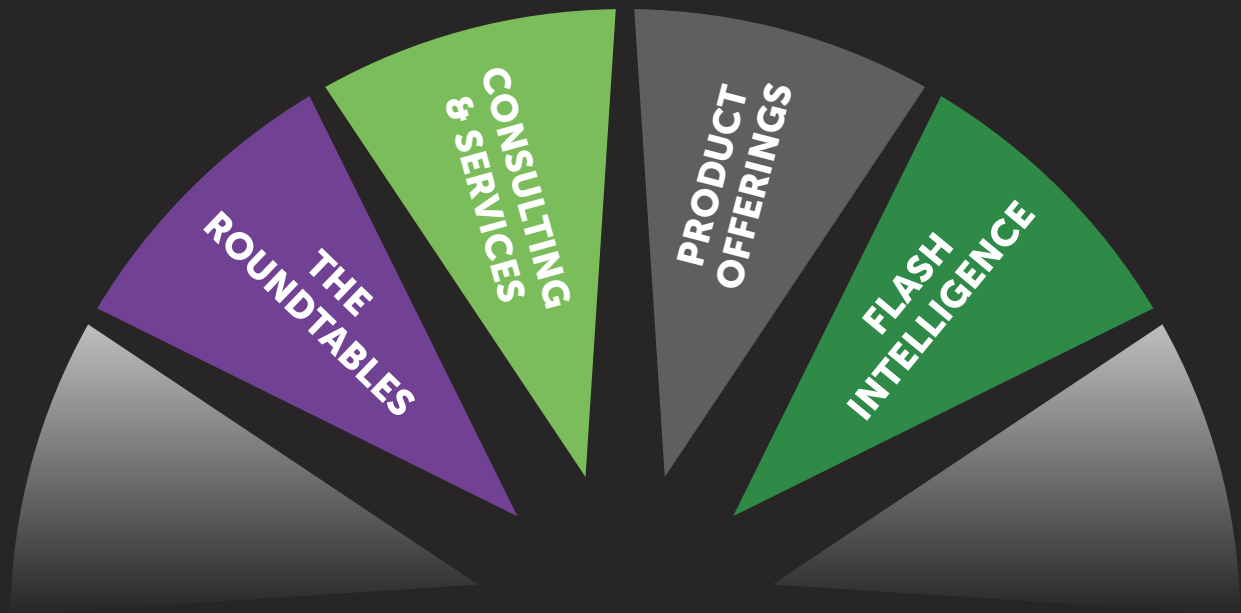 THE
ROUNDTABLES
CONSULTING
& SERVICES
PRODUCT
OFFERINGS
FLASH
INTELLIGENCE